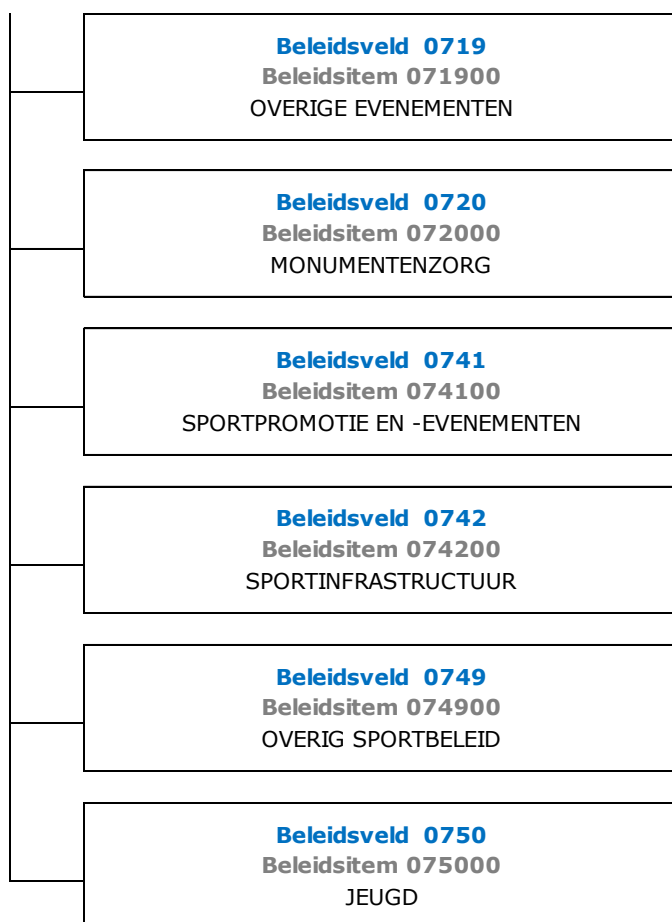 Beleidsveld 0719
Beleidsitem 071900
OVERIGE EVENEMENTEN
Beleidsveld 0720
Beleidsitem 072000
MONUMENTENZORG
Beleidsveld 0741
Beleidsitem 074100
SPORTPROMOTIE EN -EVENEMENTEN
Beleidsveld 0742
Beleidsitem 074200
SPORTINFRASTRUCTUUR
Beleidsveld 0749
Beleidsitem 074900
OVERIG SPORTBELEID
Beleidsveld 0750
Beleidsitem 075000
JEUGD